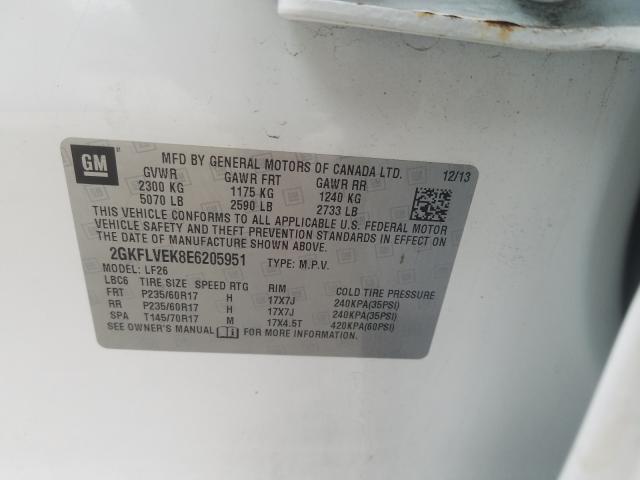 GM
MFD BY GENERAL MOTORS OF CANADA LTD.
GVWR GAWR FRT GAWR RR 12/13
2300 KG 1175 KG 1240 KG
5070 LB 2590 LB 2733 LB
THIS VEHICLE CONFORMS TO ALL APPLICABLE U.S. FEDERAL MOTOR
VEHICLE SAFETY AND THEFT PREVENTION STANDARDS IN EFFECT ON
THE DATE OF MANUFACTURE SHOWN ABOVE.
2GKFLVEK8E6205951 TYPE: M.P.V.
MODEL: LF26
LBC6 TIRE SIZE SPEED RTG RIM COLD TIRE PRESSURE
FRT P235/60R17 H 17X7J 240KPA(35PSI)
RR P235/60R17 H 17X7J 240KPA(35PSI)
SPA T145/70R17 M 17X4.5T 420KPA(60PSI)
SEE OWNER'S MANUAL FOR MORE INFORMATION.